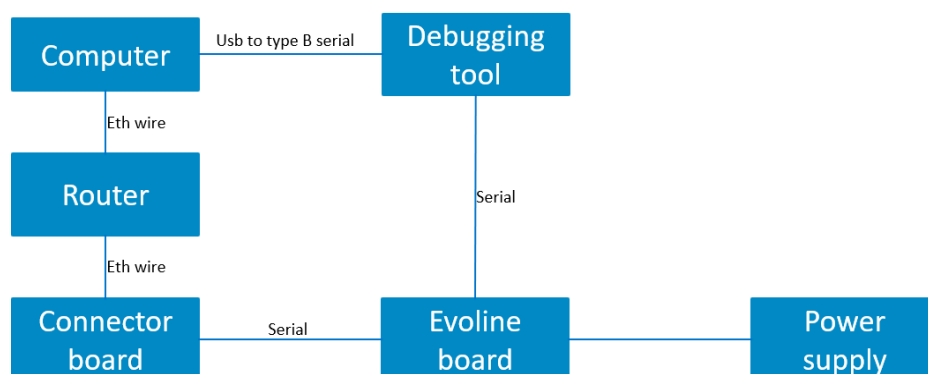 Computer
Usb to type B serial
Debugging
tool
Eth wire
Router
Serial
Eth wire
Connector
board
Serial
Evoline
board
Power
supply